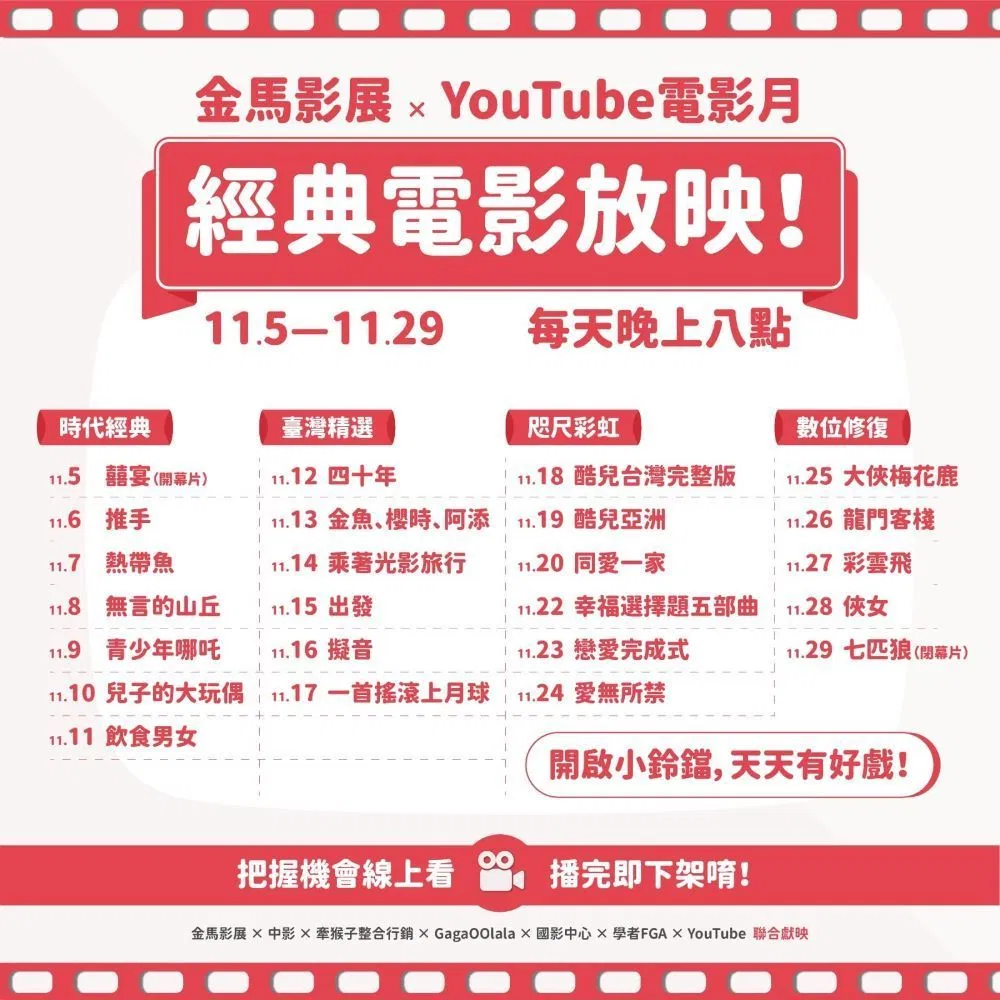 金馬影展 × YouTube電影月
經典電影放映!
11.5—11.29 每天晚上八點
時代經典
11.5 囍宴(開幕片)
11.6 推手
11.7 熱帶魚
11.8 無言的山丘
11.9 青少年哪吒
11.10 兒子的大玩偶
11.11 飲食男女
臺灣精選
11.12 四十年
11.13 金魚、櫻時、阿添
11.14 乘著光影旅行
11.15 出發
11.16 擬音
11.17 一首搖滾上月球
咫尺彩虹
11.18 酷兒台灣完整版
11.19 酷兒亞洲
11.20 同愛一家
11.22 幸福選擇題五部曲
11.23 戀愛完成式
11.24 愛無所禁
數位修復
11.25 大俠梅花鹿
11.26 龍門客棧
11.27 彩雲飛
11.28 俠女
11.29 七匹狼(閉幕片)
開啟小鈴鐺,天天有好戲!
把握機會線上看 播完即下架唷!
金馬影展 × 中影 × 牽猴子整合行銷 × GagaOOlala × 國影中心 × 學者FGA × YouTube 聯合獻映